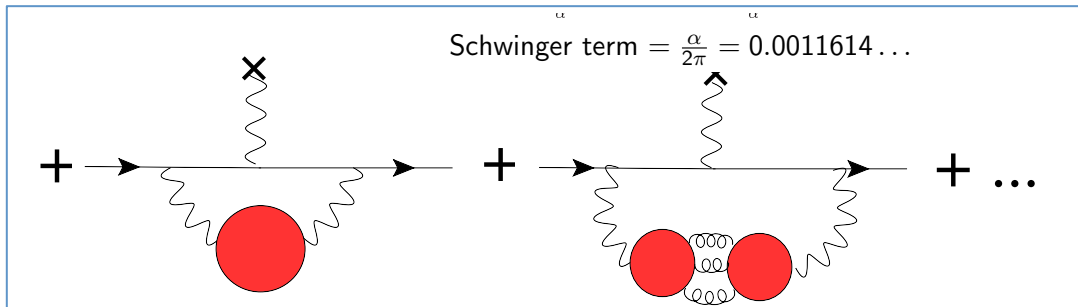 α α
Schwinger term = α/2π = 0.0011614 …
+ + + ...